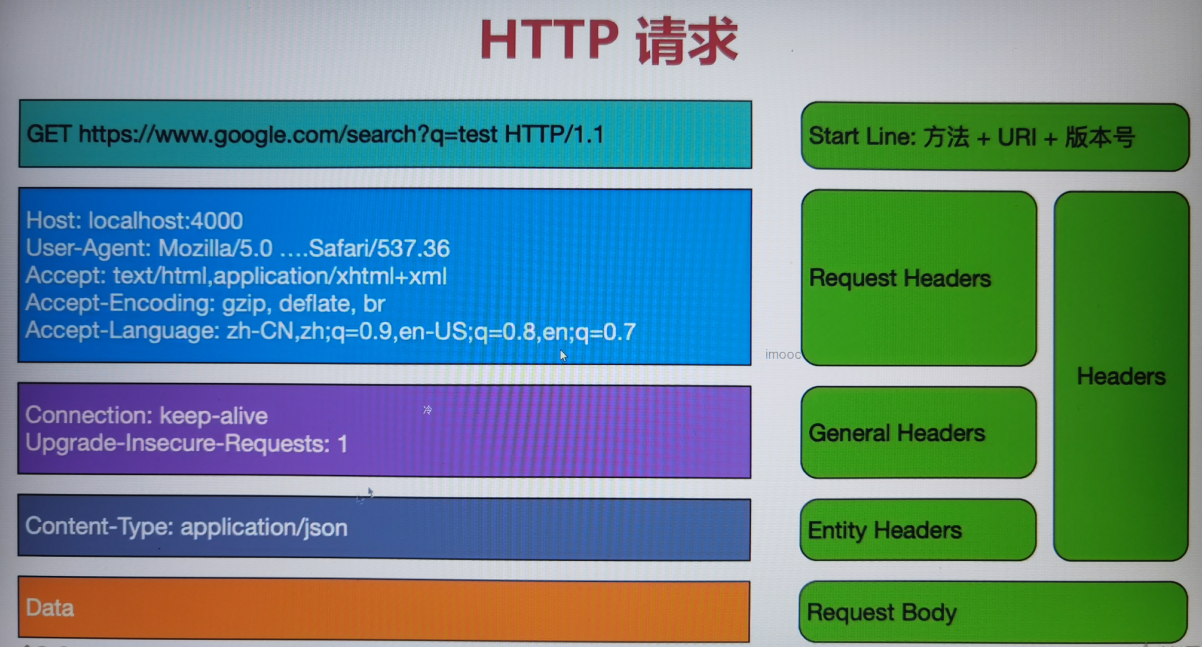 HTTP 请求
GET https://www.google.com/search?q=test HTTP/1.1
Start Line: 方法 + URI + 版本号
Host: localhost:4000
User-Agent: Mozilla/5.0 ....Safari/537.36
Accept: text/html,application/xhtml+xml
Accept-Encoding: gzip, deflate, br
Accept-Language: zh-CN,zh;q=0.9,en-US;q=0.8,en;q=0.7
Request Headers
imooc
Headers
Connection: keep-alive
Upgrade-Insecure-Requests: 1
General Headers
Content-Type: application/json
Entity Headers
Data
Request Body